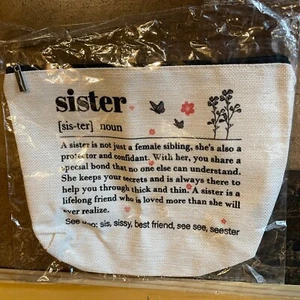 sister
[sis-ter] noun
A sister is not just a female sibling, she's also a
protector and confidant. With her, you share a
special bond that no one else can understand.
She keeps your secrets and is always there to
help you through thick and thin. A sister is a
lifelong friend who is loved more than she will
ever realize.
See also: sis, sissy, best friend, see see, seester